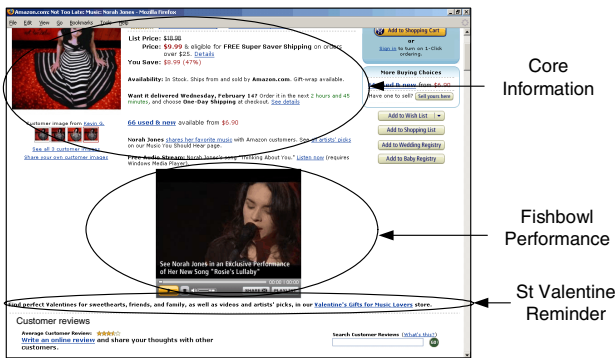 Amazon.com: Not Too Late: Music: Norah Jones - Mozilla Firefox
File Edit View Go Bookmarks Tools Help
List Price: $18.98
Price: $9.99 & eligible for FREE Super Saver Shipping on orders
over $25. Details
You Save: $8.99 (47%)
Availability: In Stock. Ships from and sold by Amazon.com. Gift-wrap available.
Want it delivered Wednesday, February 14? Order it in the next 2 hours and 45
minutes, and choose One-Day Shipping at checkout. See details
66 used & new available from $6.90
Norah Jones shares her favorite music with Amazon customers. See all artists' picks
on our Music You Should Hear page.
Free Audio Stream: Norah Jones's song "Thinking About You." Listen now (requires
Windows Media Player)
Customer image from Kevin G.
See all 3 customer images
Share your own customer images
Add to Shopping Cart
or
Sign in to turn on 1-Click
ordering.
More Buying Choices
used & new from $6.90
Have one to sell? Sell yours here
Add to Wish List
Add to Shopping List
Add to Wedding Registry
Add to Baby Registry
Core
Information
See Norah Jones in an Exclusive Performance
of Her New Song "Rosie's Lullaby"
00:00 | 00:00
SHARE
PLAYLIST
Fishbowl
Performance
Find perfect Valentines for sweethearts, friends, and family, as well as videos and artists' picks, in our Valentine's Gifts for Music Lovers store.
St Valentine
Reminder
Customer reviews
Average Customer Review:
Write an online review and share your thoughts with other
customers.
Search Customer Reviews (What's this?)
GO!